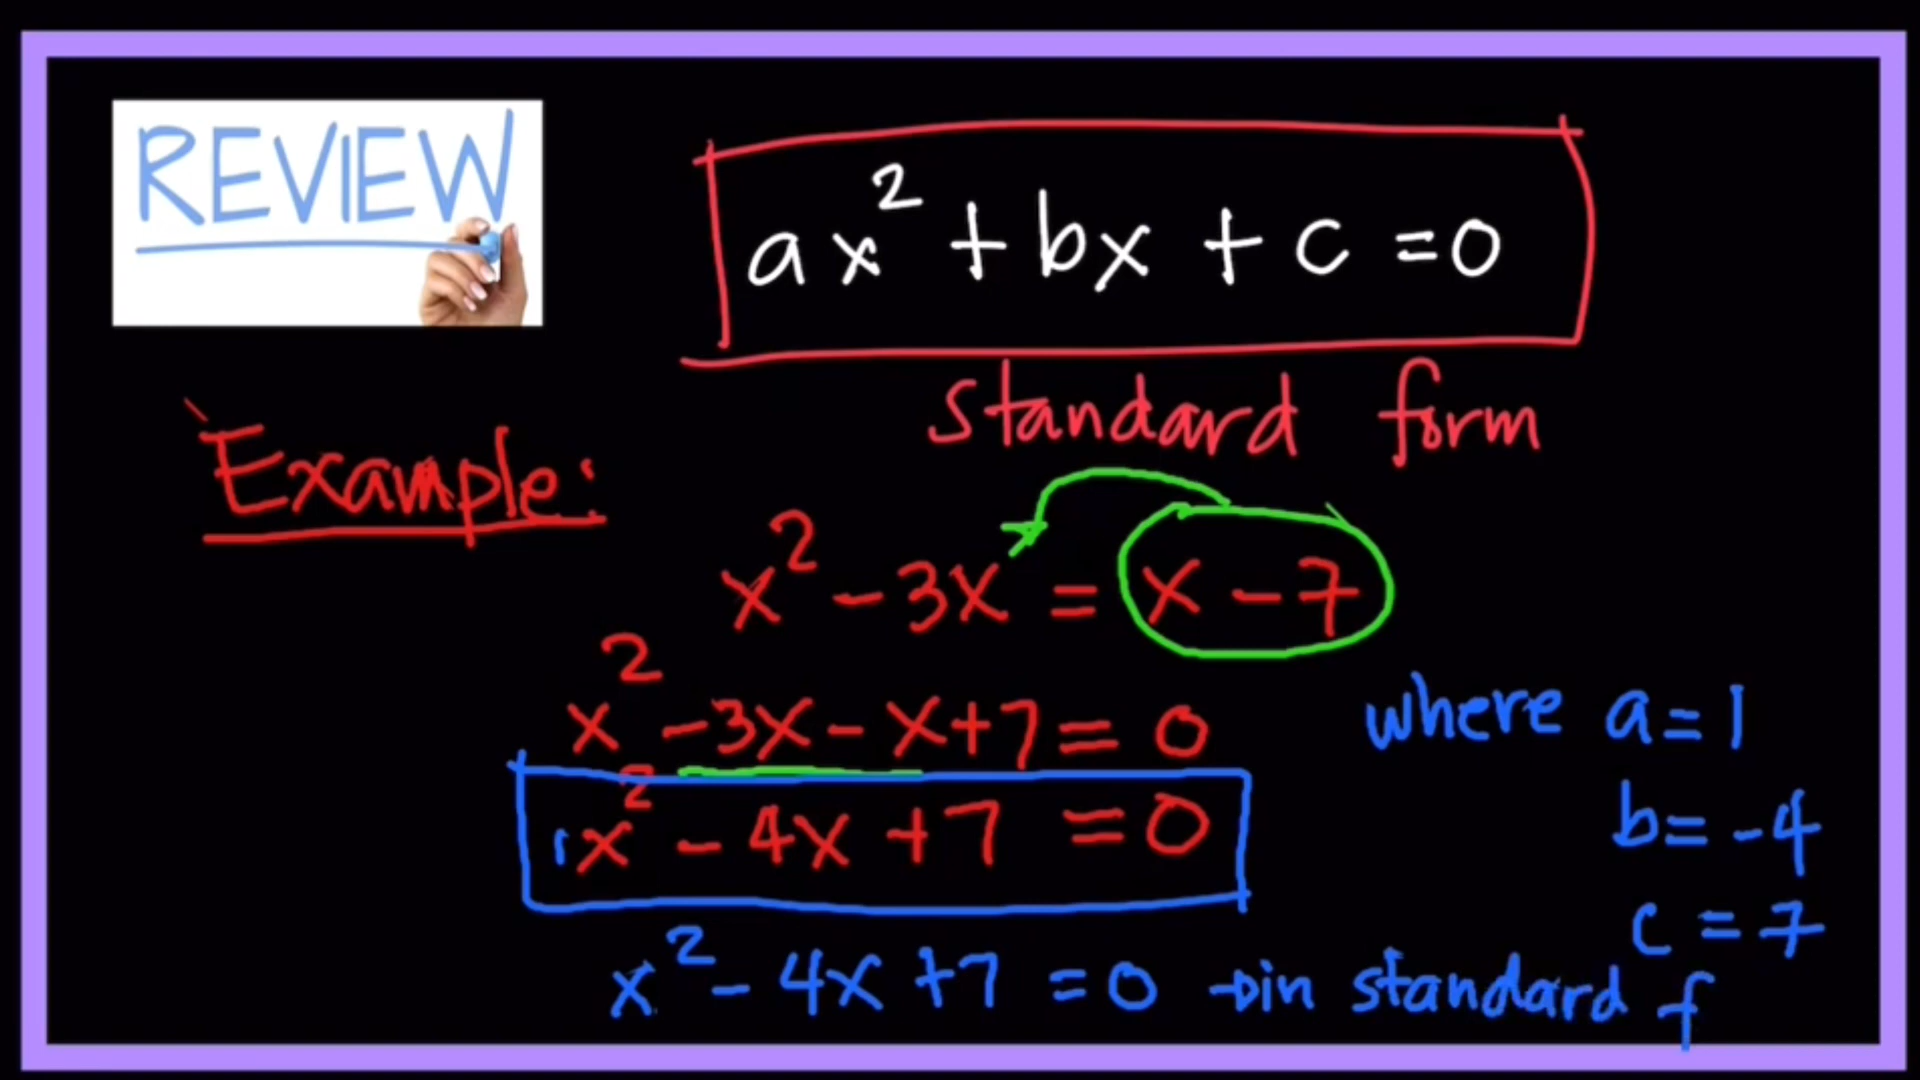 REVIEW
ax² + bx + c = 0
Standard form
Example:
x² - 3x = x - 7
x² - 3x - x + 7 = 0
1x² - 4x + 7 = 0
x² - 4x + 7 = 0 → in standard f
where a = 1
b = -4
c = 7